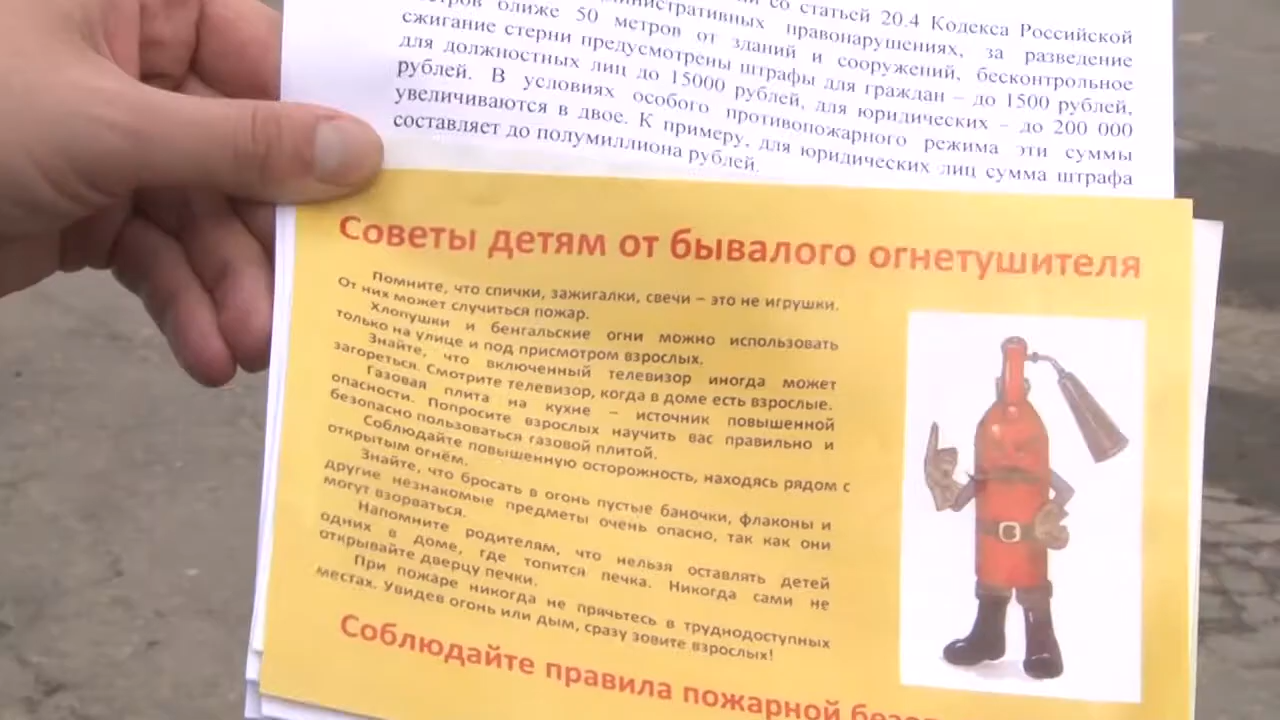 со статьей 20.4 Кодекса Российской
административных правонарушениях, за разведение
ближе 50 метров от зданий и сооружений, бесконтрольное
сжигание стерни предусмотрены штрафы для граждан – до 1500 рублей,
для должностных лиц до 15000 рублей, для юридических – до 200 000
рублей. В условиях особого противопожарного режима эти суммы
увеличиваются в двое. К примеру, для юридических лиц сумма штрафа
составляет до полумиллиона рублей.
Советы детям от бывалого огнетушителя
Помните, что спички, зажигалки, свечи – это не игрушки.
От них может случиться пожар.
Хлопушки и бенгальские огни можно использовать
только на улице и под присмотром взрослых.
Знайте, что включенный телевизор иногда может
загореться. Смотрите телевизор, когда в доме есть взрослые.
Газовая плита на кухне – источник повышенной
опасности. Попросите взрослых научить вас правильно и
безопасно пользоваться газовой плитой.
Соблюдайте повышенную осторожность, находясь рядом с
открытым огнём.
Знайте, что бросать в огонь пустые баночки, флаконы и
другие незнакомые предметы очень опасно, так как они
могут взорваться.
Напомните родителям, что нельзя оставлять детей
одних в доме, где топится печка. Никогда сами не
открывайте дверцу печки.
При пожаре никогда не прячьтесь в труднодоступных
местах. Увидев огонь или дым, сразу зовите взрослых!
Соблюдайте правила пожарной